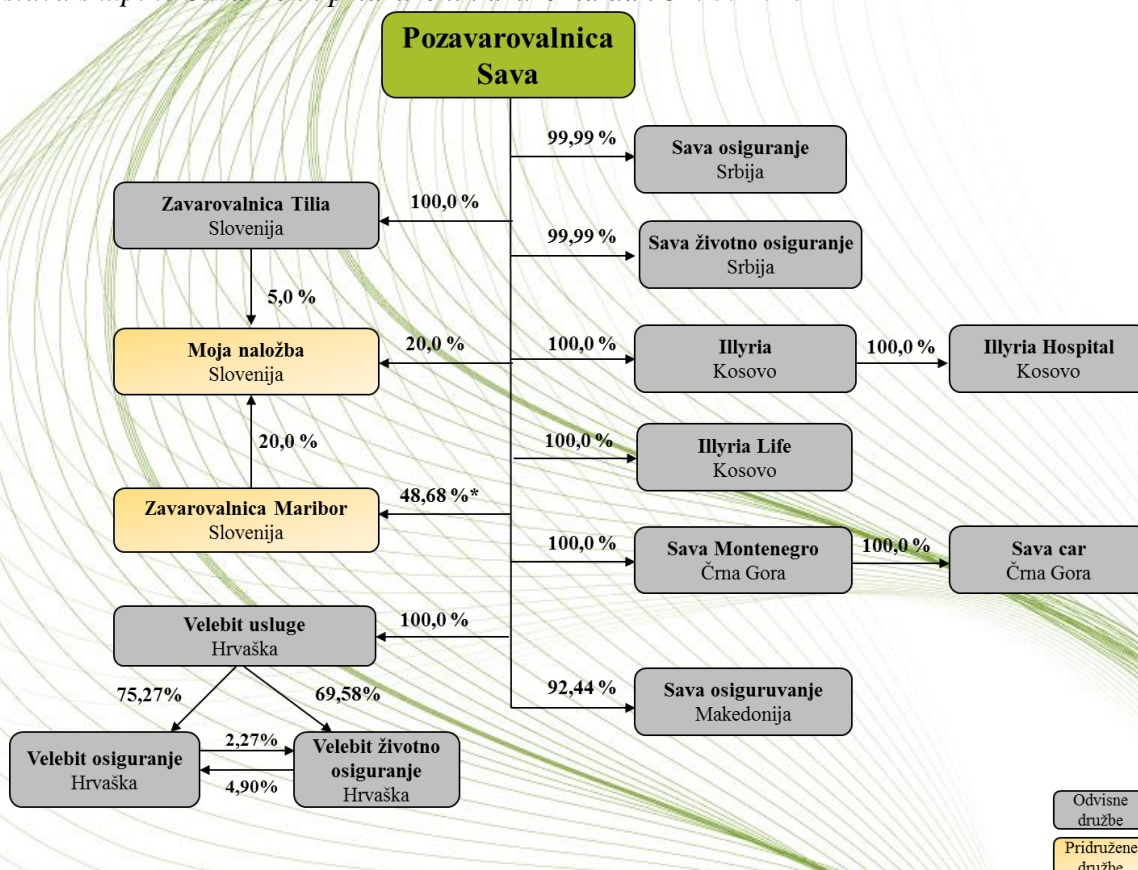 Pozavarovalnica
Sava
99,99 %
Sava osiguranje
Srbija
Zavarovalnica Tilia
Slovenija
100,0 %
99,99 %
Sava životno osiguranje
Srbija
5,0 %
Moja naložba
Slovenija
20,0 %
100,0 %
Illyria
Kosovo
100,0 %
Illyria Hospital
Kosovo
20,0 %
100,0 %
Illyria Life
Kosovo
Zavarovalnica Maribor
Slovenija
48,68 %*
100,0 %
Sava Montenegro
Črna Gora
100,0 %
Sava car
Črna Gora
Velebit usluge
Hrvaška
100,0 %
75,27%
69,58%
92,44 %
Sava osiguruvanje
Makedonija
Velebit osiguranje
Hrvaška
2,27%
4,90%
Velebit životno
osiguranje
Hrvaška
Odvisne
družbe
Pridružene
družbe